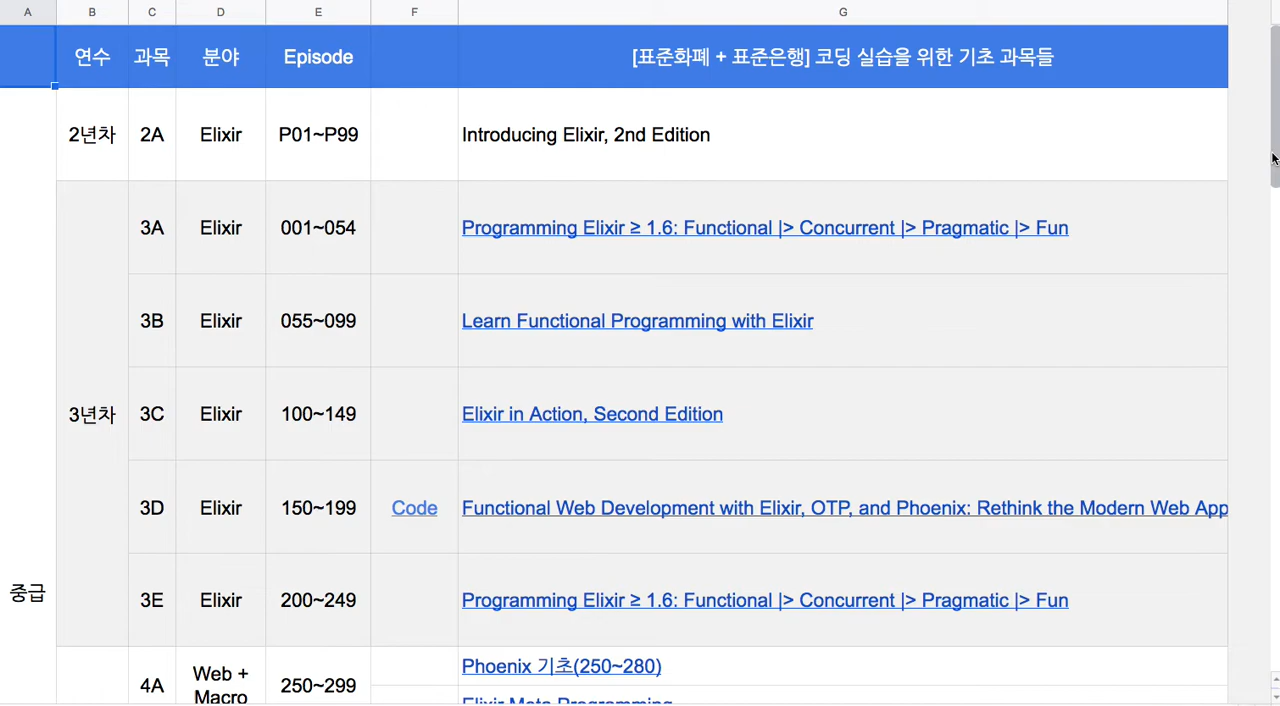 A B C D E F G
연수 과목 분야 Episode [표준화폐 + 표준은행] 코딩 실습을 위한 기초 과목들
2년차 2A Elixir P01~P99 Introducing Elixir, 2nd Edition
3A Elixir 001~054 Programming Elixir ≥ 1.6: Functional |> Concurrent |> Pragmatic |> Fun
3B Elixir 055~099 Learn Functional Programming with Elixir
3년차 3C Elixir 100~149 Elixir in Action, Second Edition
3D Elixir 150~199 Code Functional Web Development with Elixir, OTP, and Phoenix: Rethink the Modern Web App
중급 3E Elixir 200~249 Programming Elixir ≥ 1.6: Functional |> Concurrent |> Pragmatic |> Fun
Phoenix 기초(250~280)
4A Web + Macro 250~299
Elixir Meta Programming